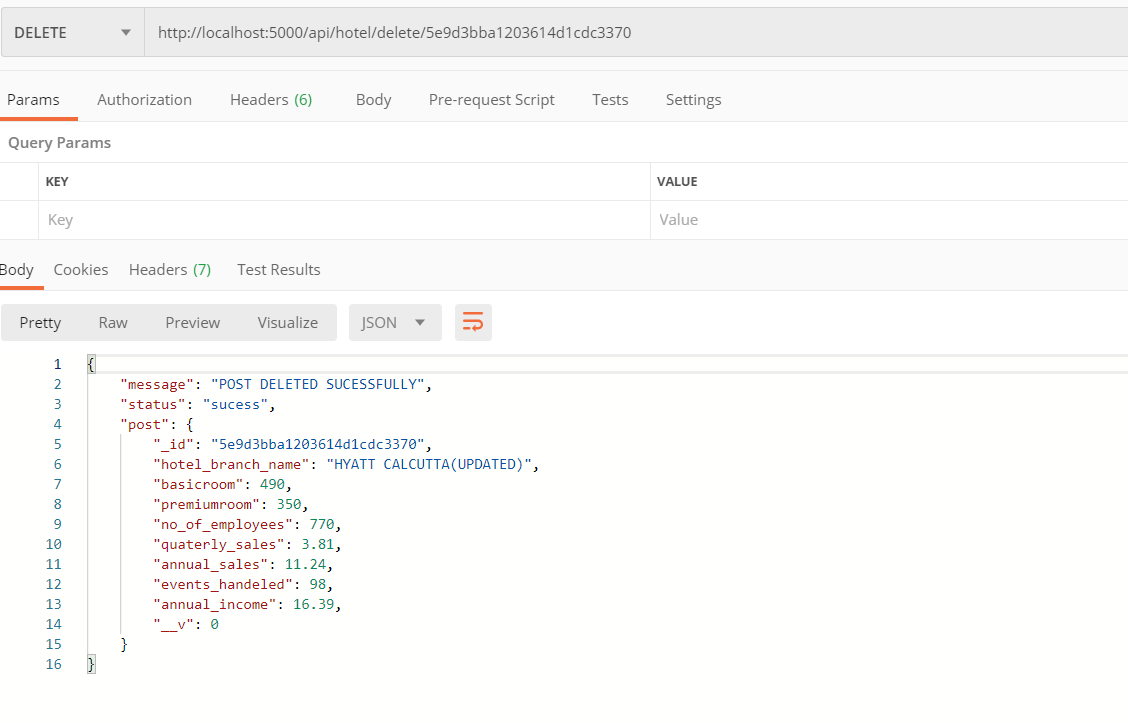 DELETE http://localhost:5000/api/hotel/delete/5e9d3bba1203614d1cdc3370
Params Authorization Headers (6) Body Pre-request Script Tests Settings
Query Params
KEY VALUE
Key Value
Body Cookies Headers (7) Test Results
Pretty Raw Preview Visualize JSON
1 {
2 "message": "POST DELETED SUCESSFULLY",
3 "status": "sucess",
4 "post": {
5 "_id": "5e9d3bba1203614d1cdc3370",
6 "hotel_branch_name": "HYATT CALCUTTA(UPDATED)",
7 "basicroom": 490,
8 "premiumroom": 350,
9 "no_of_employees": 770,
10 "quaterly_sales": 3.81,
11 "annual_sales": 11.24,
12 "events_handeled": 98,
13 "annual_income": 16.39,
14 "__v": 0
15 }
16 }